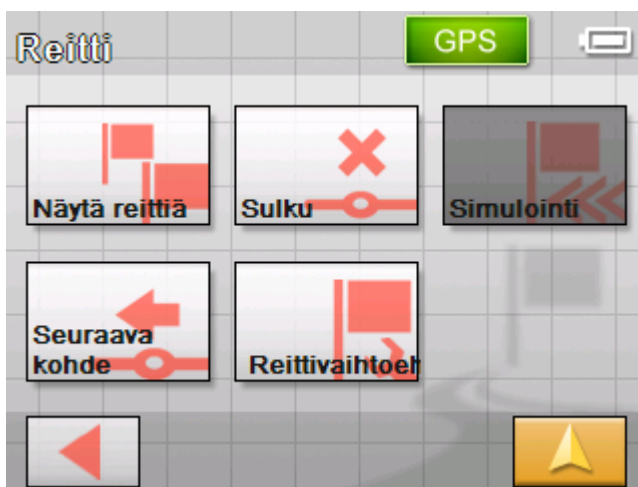 Reitti
GPS
Näytä reittiä
Sulku
Simulointi
Seuraava
kohde
Reittivaihtoeh